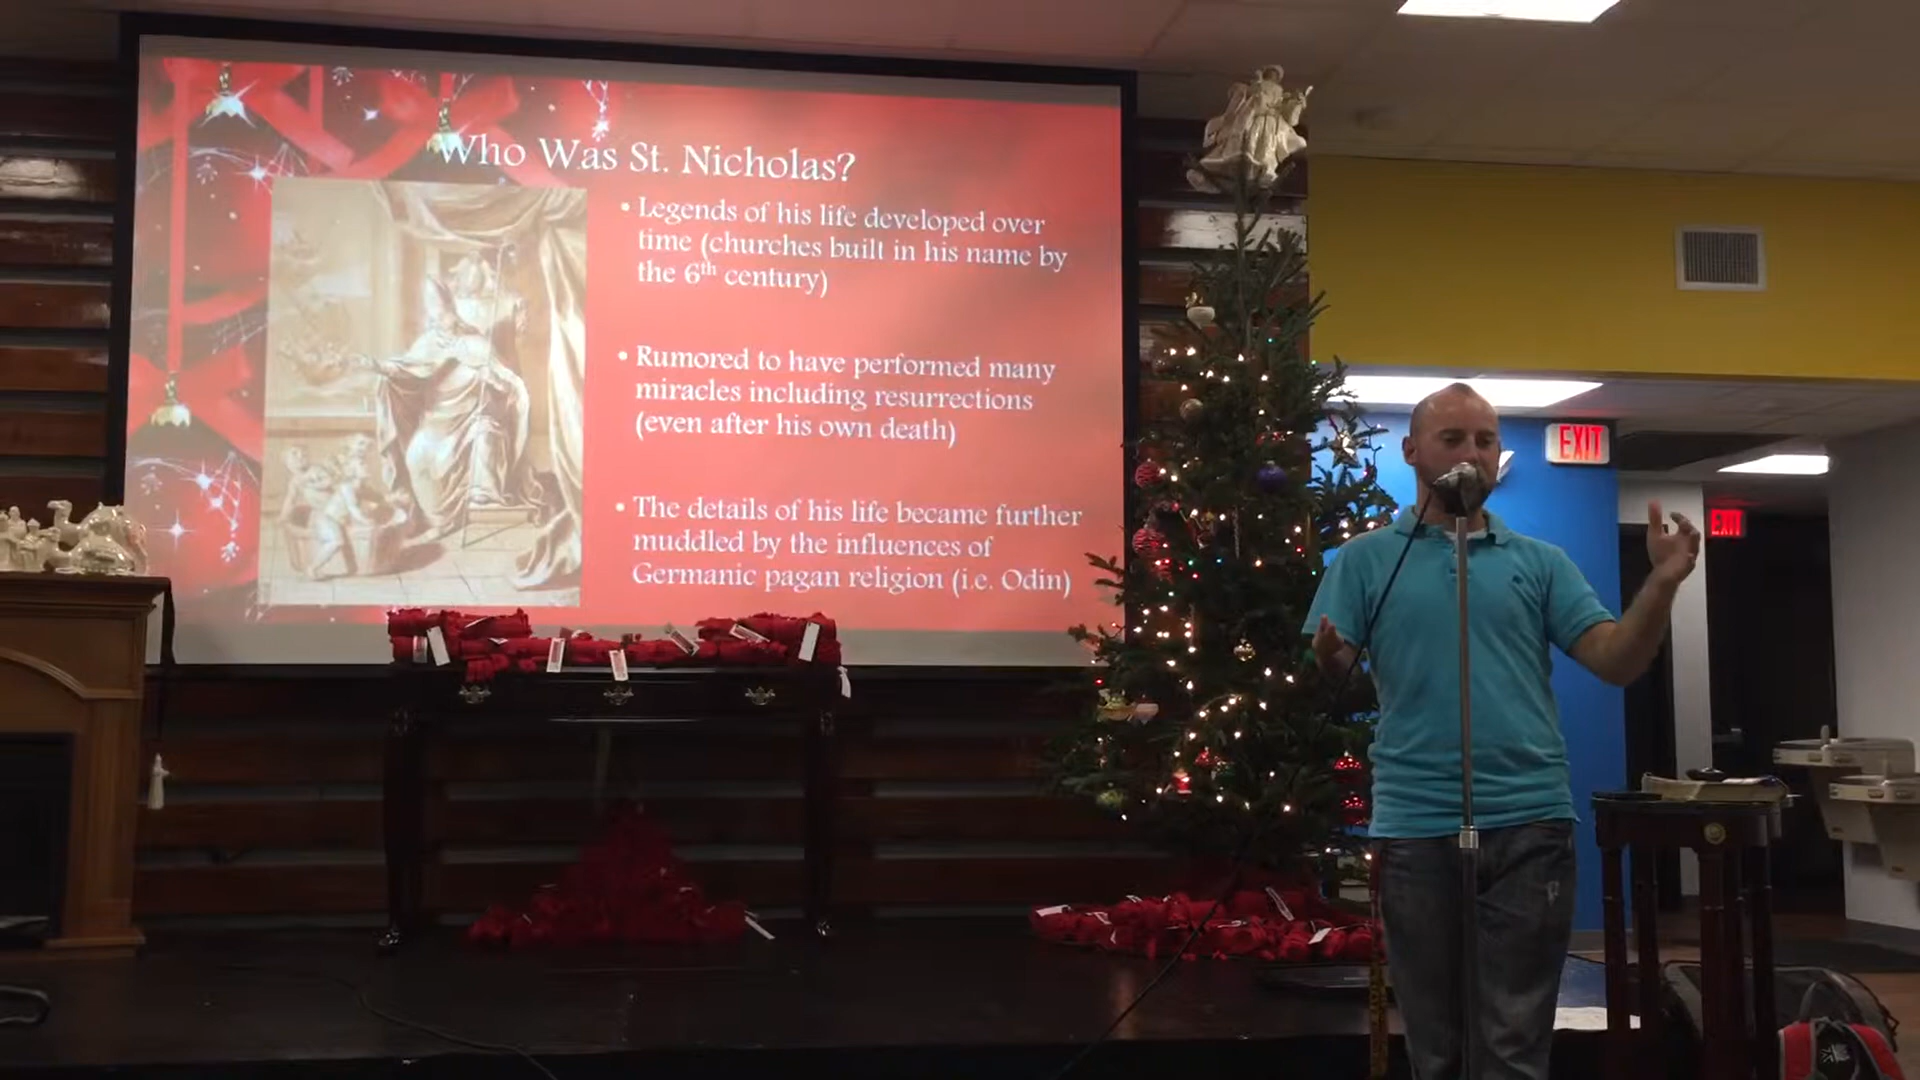 Who Was St. Nicholas?
• Legends of his life developed over
time (churches built in his name by
the 6th century)
• Rumored to have performed many
miracles including resurrections
(even after his own death)
• The details of his life became further
muddled by the influences of
Germanic pagan religion (i.e. Odin)
EXIT
EXIT